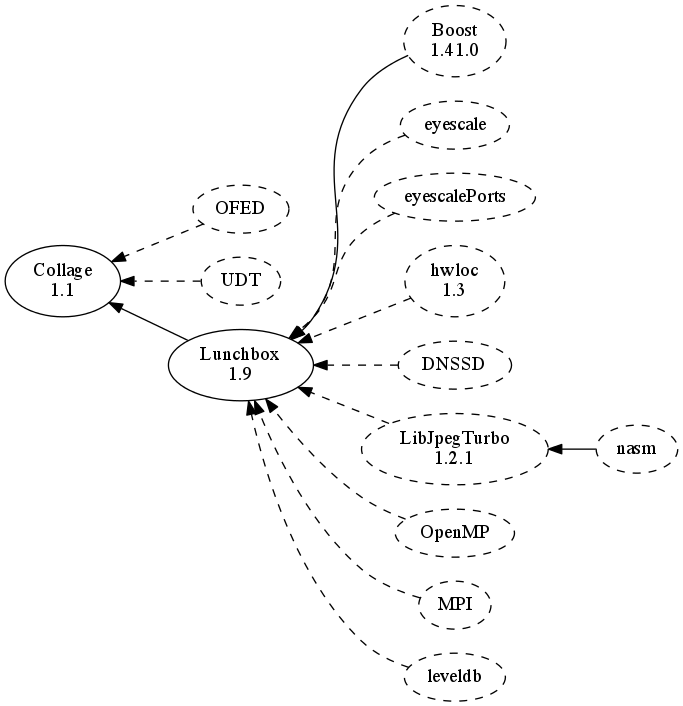 Boost
1.41.0
eyescale
eyescalePorts
OFED
Collage
1.1
UDT
hwloc
1.3
Lunchbox
1.9
DNSSD
LibJpegTurbo
1.2.1
nasm
OpenMP
MPI
leveldb